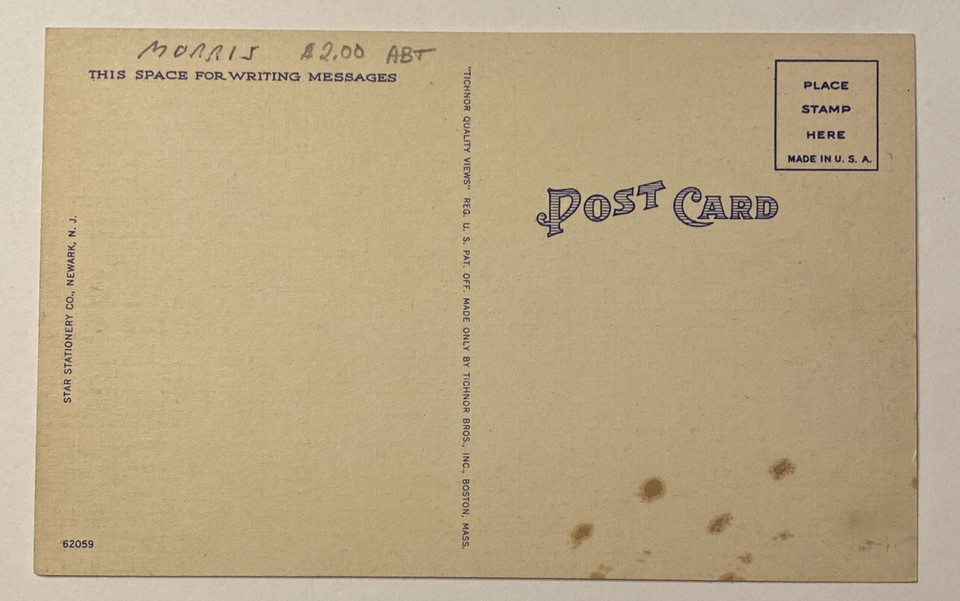 MORRIS $2.00 ABT
THIS SPACE FOR WRITING MESSAGES
STAR STATIONERY CO., NEWARK, N. J.
62059
"TICHNOR QUALITY VIEWS" REG. U. S. PAT. OFF. MADE ONLY BY TICHNOR BROS., INC., BOSTON, MASS.
POST CARD
PLACE
STAMP
HERE
MADE IN U. S. A.